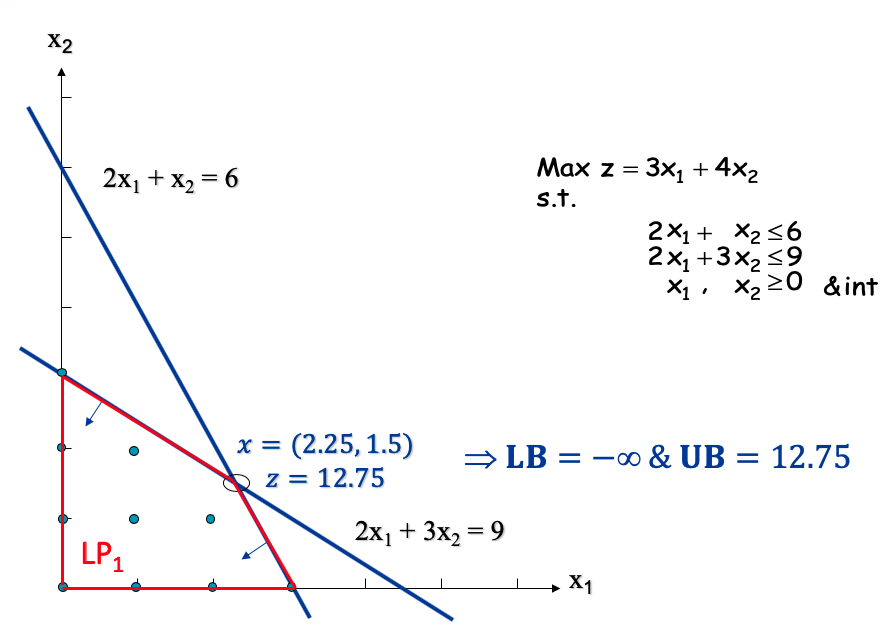 x₂
2x₁ + x₂ = 6
Max z = 3x₁ + 4x₂
s.t.
2x₁ + x₂ ≤ 6
2x₁ + 3x₂ ≤ 9
x₁ , x₂ ≥ 0 & int
x = (2.25, 1.5)
z = 12.75
⇒ LB = −∞ & UB = 12.75
2x₁ + 3x₂ = 9
LP₁
x₁